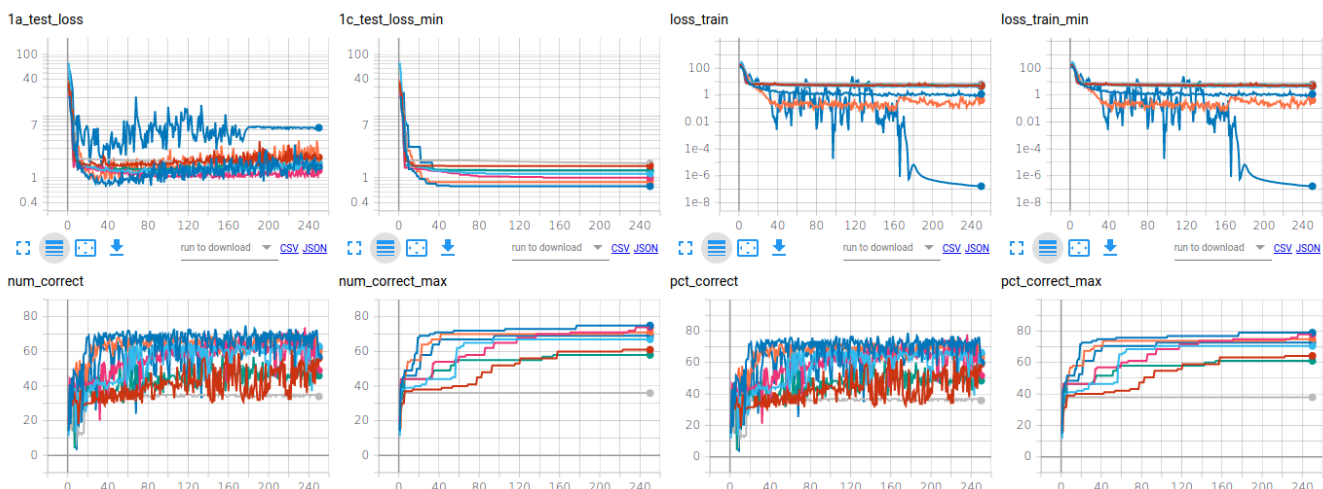 1a_test_loss
100
40
7
1
0.4
0 40 80 120 160 200 240
run to download CSV JSON
1c_test_loss_min
100
40
7
1
0.4
0 40 80 120 160 200 240
run to download CSV JSON
loss_train
100
1
0.01
1e-4
1e-6
1e-8
0 40 80 120 160 200 240
run to download CSV JSON
loss_train_min
100
1
0.01
1e-4
1e-6
1e-8
0 40 80 120 160 200 240
run to download CSV JSON
num_correct
80
60
40
20
0
0 40 80 120 160 200 240
num_correct_max
80
60
40
20
0
0 40 80 120 160 200 240
pct_correct
80
60
40
20
0
0 40 80 120 160 200 240
pct_correct_max
80
60
40
20
0
0 40 80 120 160 200 240